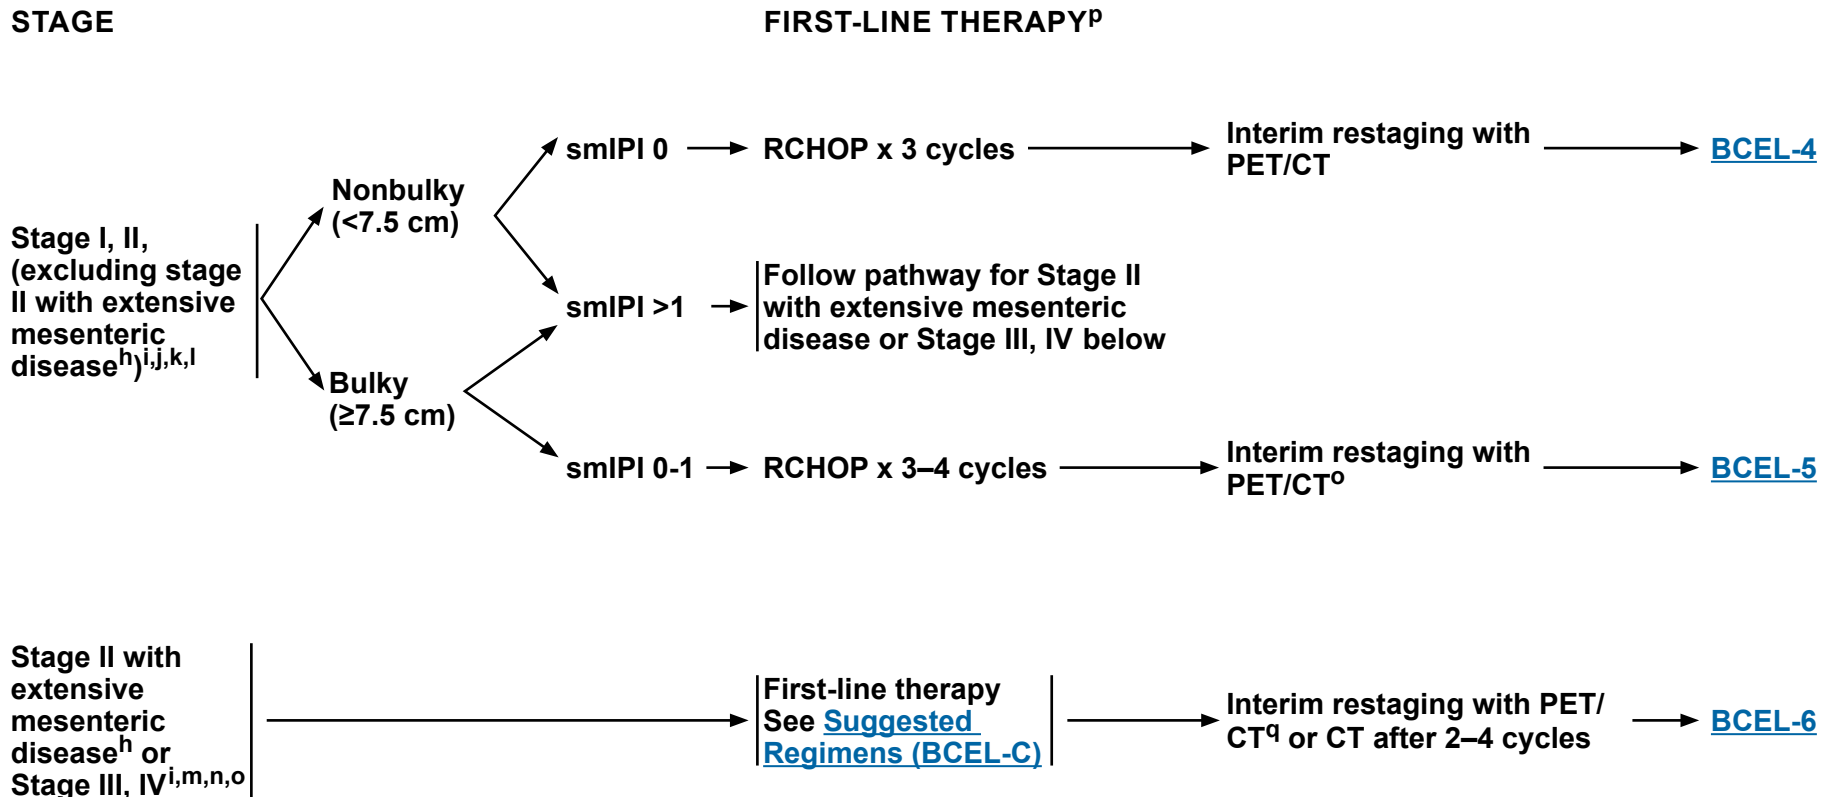 STAGE
FIRST-LINE THERAPYp
Stage I, II,
(excluding stage
II with extensive
mesenteric
diseaseh)i,j,k,l
Nonbulky
(<7.5 cm)
Bulky
(≥7.5 cm)
smIPI 0
RCHOP x 3 cycles
Interim restaging with
PET/CT
BCEL-4
smIPI >1
Follow pathway for Stage II
with extensive mesenteric
disease or Stage III, IV below
smIPI 0-1
RCHOP x 3–4 cycles
Interim restaging with
PET/CTo
BCEL-5
Stage II with
extensive
mesenteric
diseaseh or
Stage III, IVi,m,n,o
First-line therapy
See Suggested
Regimens (BCEL-C)
Interim restaging with PET/
CTq or CT after 2–4 cycles
BCEL-6